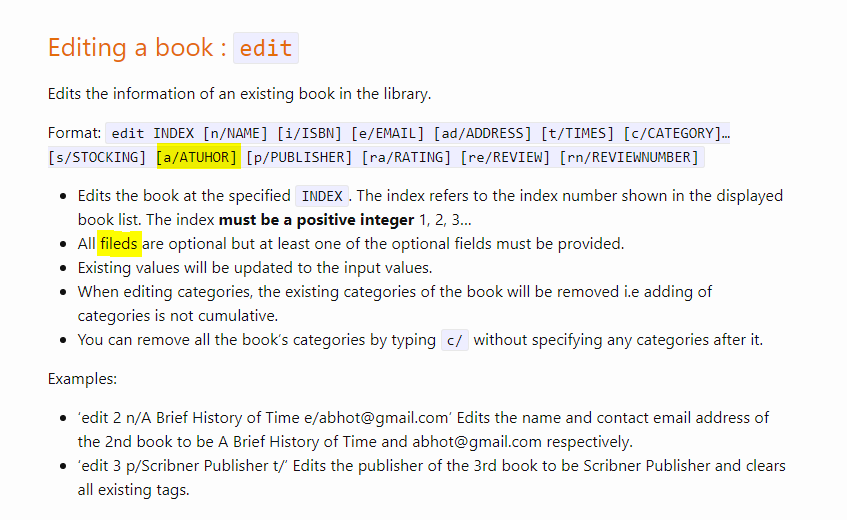 Editing a book : edit
Edits the information of an existing book in the library.
Format: edit INDEX [n/NAME] [i/ISBN] [e/EMAIL] [ad/ADDRESS] [t/TIMES] [c/CATEGORY]…
[s/STOCKING] [a/ATUHOR] [p/PUBLISHER] [ra/RATING] [re/REVIEW] [rn/REVIEWNUMBER]
• Edits the book at the specified INDEX. The index refers to the index number shown in the displayed
book list. The index must be a positive integer 1, 2, 3…
• All fileds are optional but at least one of the optional fields must be provided.
• Existing values will be updated to the input values.
• When editing categories, the existing categories of the book will be removed i.e adding of
categories is not cumulative.
• You can remove all the book’s categories by typing c/ without specifying any categories after it.
Examples:
• ‘edit 2 n/A Brief History of Time e/abhot@gmail.com’ Edits the name and contact email address of
the 2nd book to be A Brief History of Time and abhot@gmail.com respectively.
• ‘edit 3 p/Scribner Publisher t/’ Edits the publisher of the 3rd book to be Scribner Publisher and clears
all existing tags.